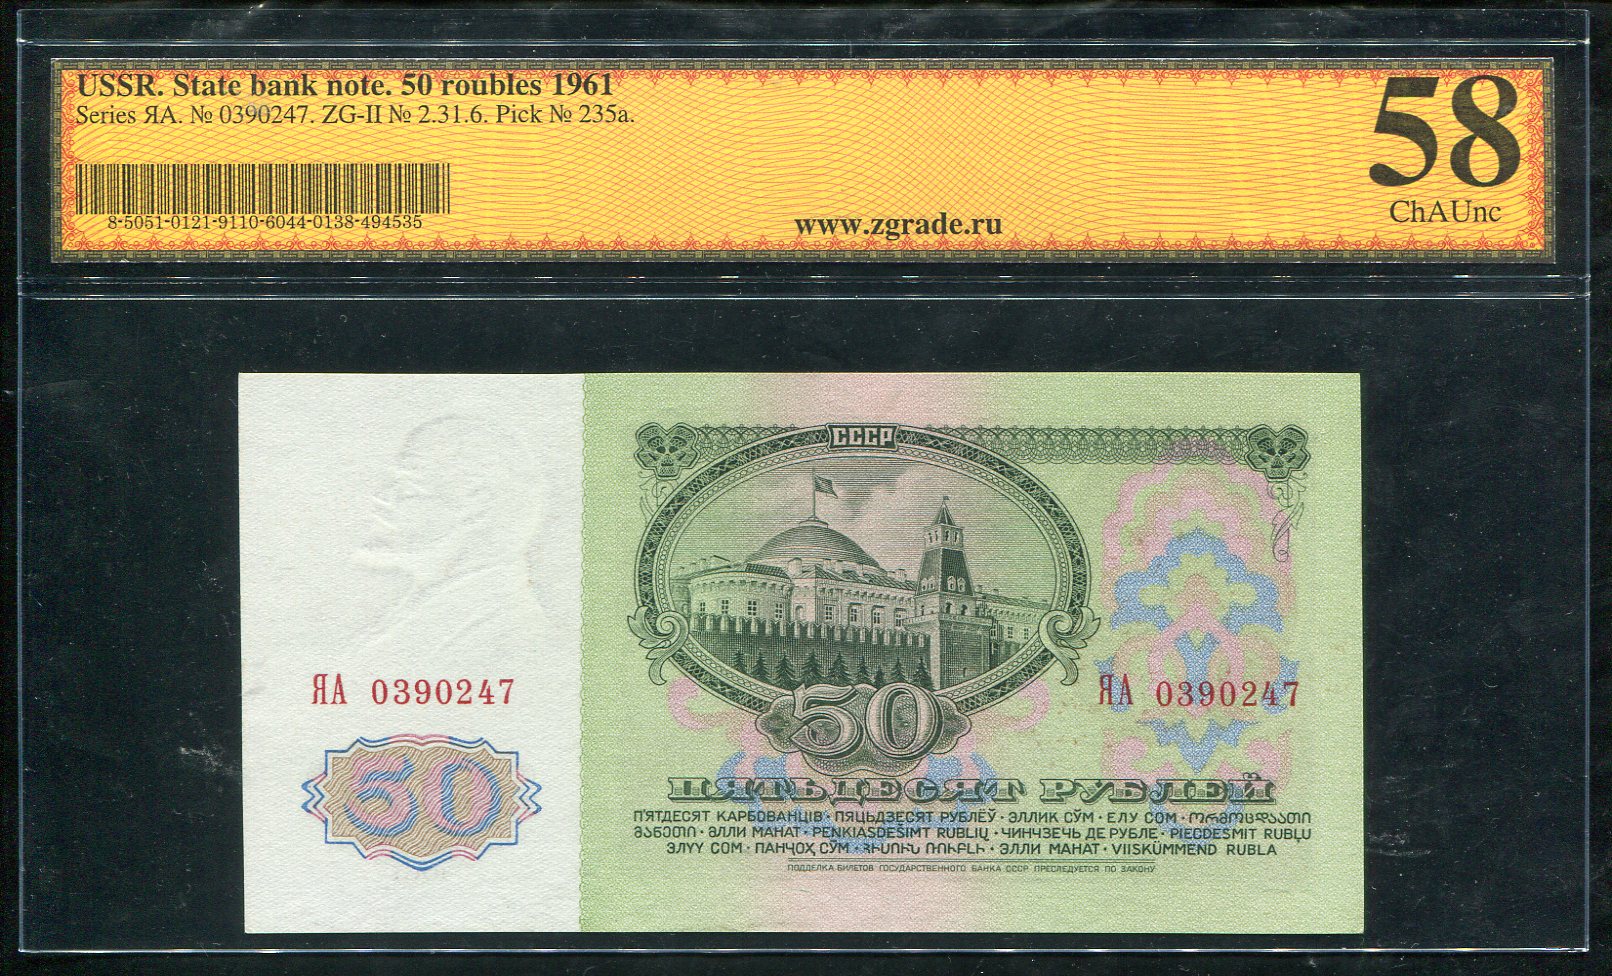 USSR. State bank note. 50 roubles 1961
Series ЯА. № 0390247. ZG-II № 2.31.6. Pick № 235a.
58
ChAUnc
8-5051-0121-9110-6044-0138-494535
www.zgrade.ru
СССР
ЯА 0390247
ЯА 0390247
50
50
ПЯТЬДЕСЯТ РУБЛЕЙ
П'ЯТДЕСЯТ КАРБОВАНЦІВ · ПЯЦЬДЗЕСЯТ РУБЛЁЎ · ЭЛЛИК СЎМ · ЕЛУ СОМ · ᲝᲠᲛᲝᲪᲓᲐᲐᲗᲘ
ᲛᲐᲜᲔᲗᲘ · ӘЛЛИ МАНАТ · PENKIASDEŠIMT RUBLIŲ · ЧИНЧЗЕЧЬ ДЕ РУБЛЕ · PIECDESMIT RUBĻU
ЭЛҮҮ СОМ · ПАНҶОҲ СӮМ · ՀԻՍՈՒՆ ՌՈՒԲԼԻ · ЭЛЛИ МАНАТ · VIISKÜMMEND RUBLA
ПОДДЕЛКА БИЛЕТОВ ГОСУДАРСТВЕННОГО БАНКА СССР ПРЕСЛЕДУЕТСЯ ПО ЗАКОНУ